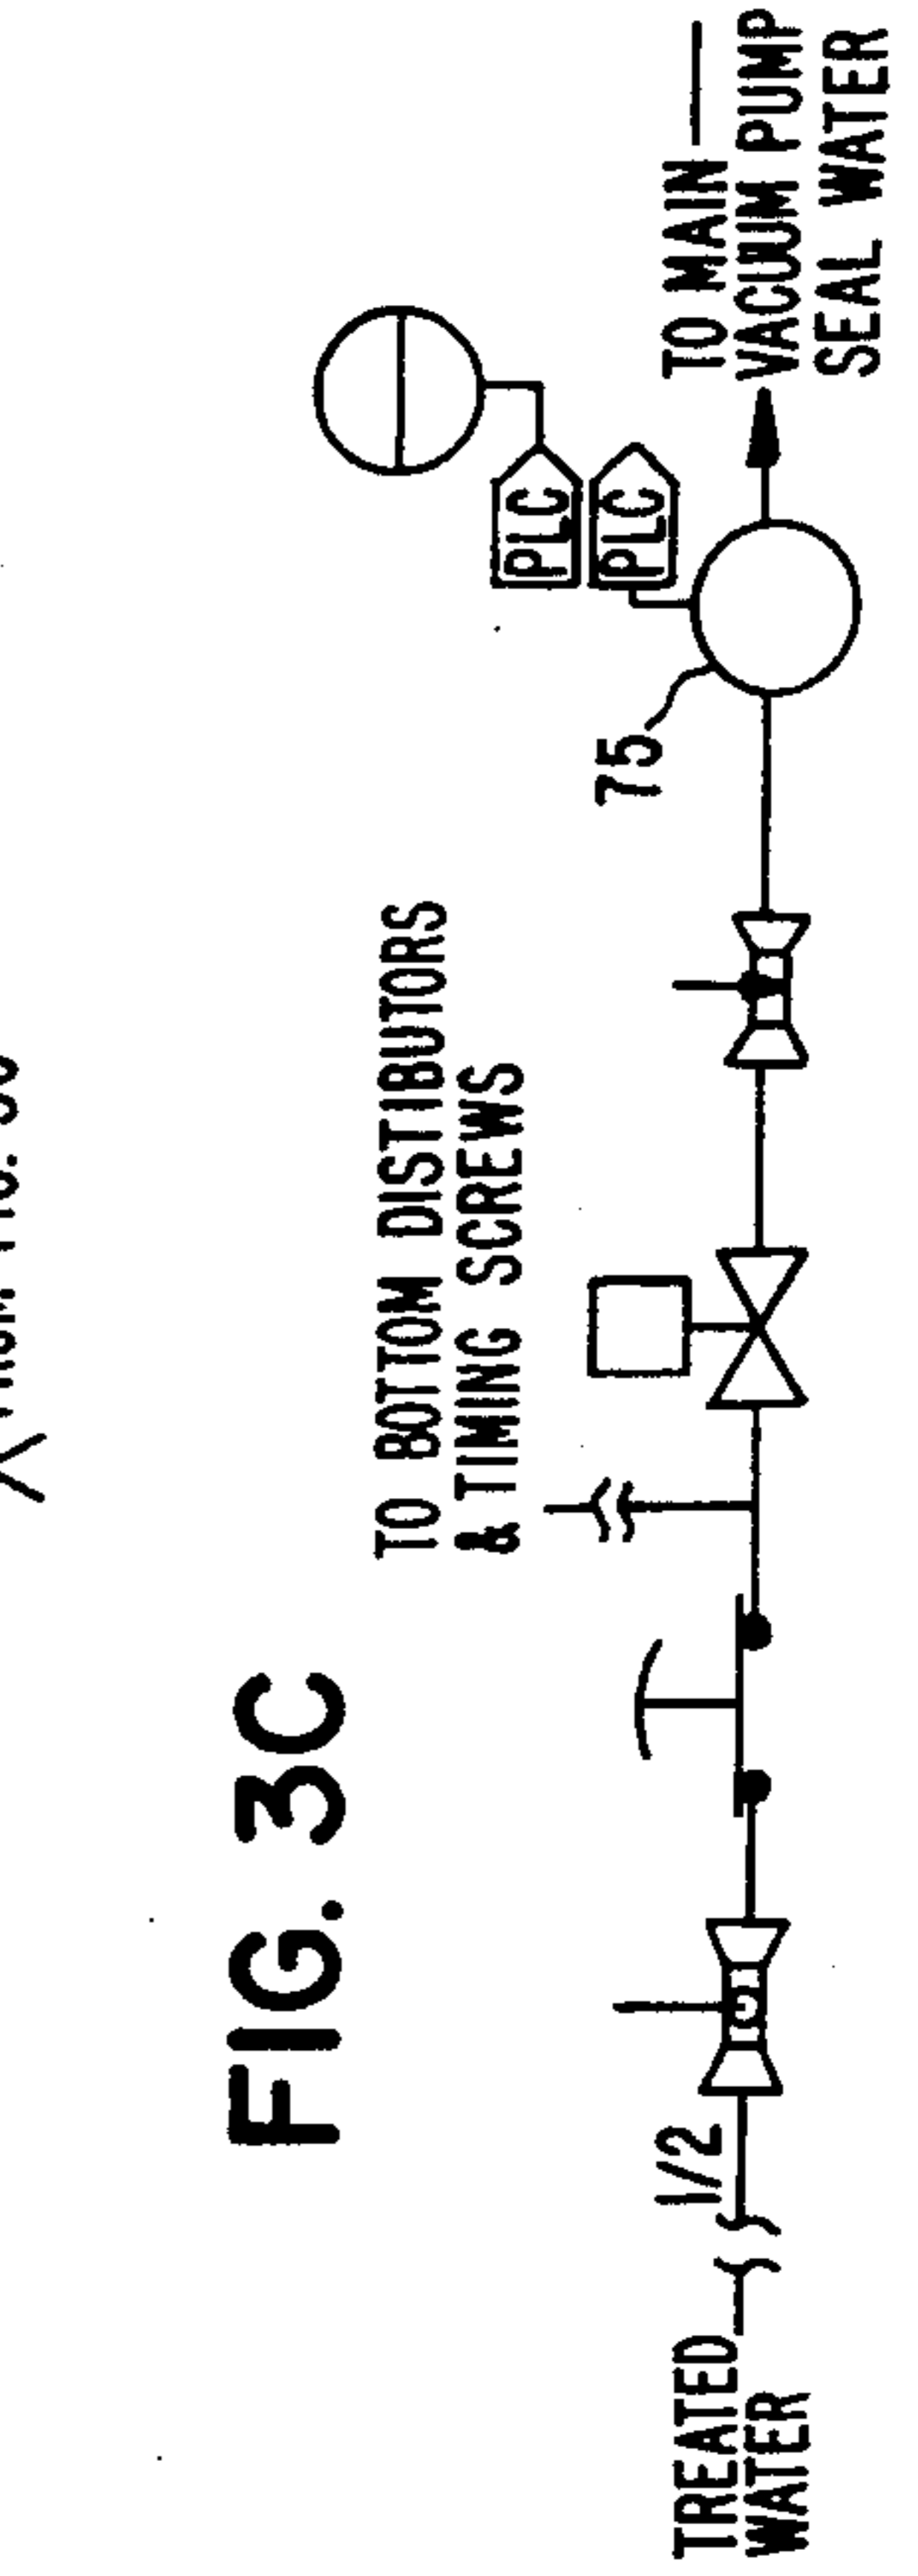 TO BOTTOM DISTIBUTORS
& TIMING SCREWS
PLC
PLC
75
TO MAIN
VACUUM PUMP
SEAL WATER
1/2
TREATED
WATER
FIG. 3C